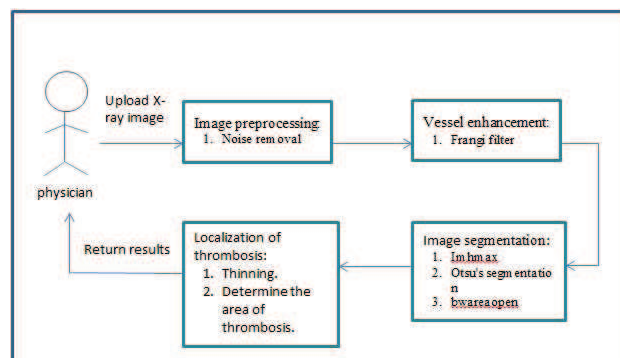 Upload X-
ray image
Image preprocessing:
1. Noise removal
Vessel enhancement:
1. Frangi filter
physician
Return results
Localization of
thrombosis:
1. Thinning.
2. Determine the
area of
thrombosis.
Image segmentation:
1. Imhmax
2. Otsu's segmentatio
n
3. bwareaopen